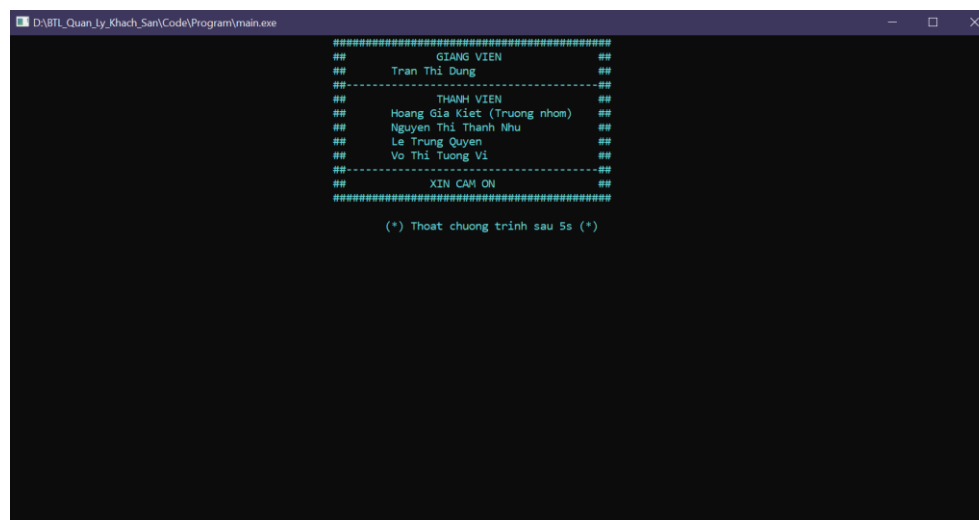 D:\BTL_Quan_Ly_Khach_San\Code\Program\main.exe
###########################################
## GIANG VIEN ##
## Tran Thi Dung ##
##---------------------------------------##
## THANH VIEN ##
## Hoang Gia Kiet (Truong nhom) ##
## Nguyen Thi Thanh Nhu ##
## Le Trung Quyen ##
## Vo Thi Tuong Vi ##
##---------------------------------------##
## XIN CAM ON ##
###########################################
(*) Thoat chuong trinh sau 5s (*)